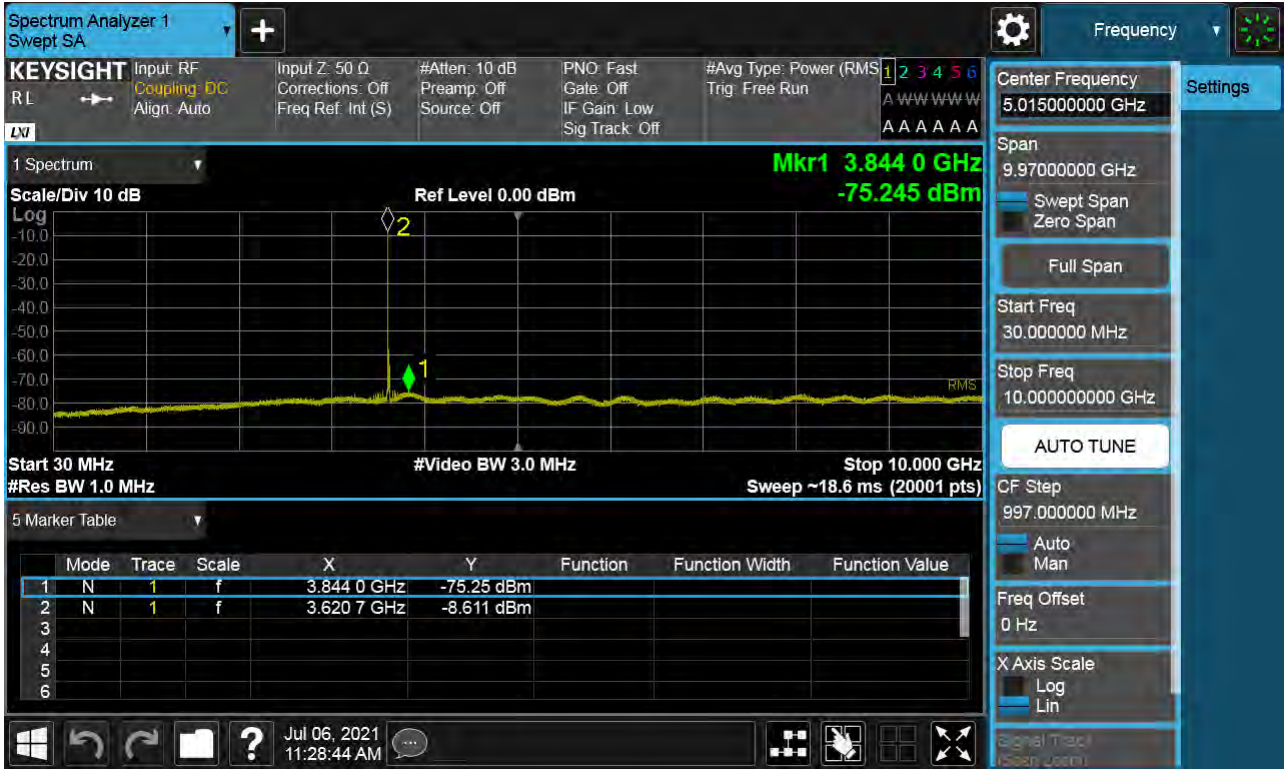 Spectrum Analyzer 1
Swept SA
+
Frequency
KEYSIGHT
RL
LXI
Input: RF
Coupling: DC
Align: Auto
Input Z: 50 Ω
Corrections: Off
Freq Ref: Int (S)
#Atten: 10 dB
Preamp: Off
Source: Off
PNO: Fast
Gate: Off
IF Gain: Low
Sig Track: Off
#Avg Type: Power (RMS
Trig: Free Run
1 2 3 4 5 6
A W W W W W
A A A A A A
1 Spectrum
Mkr1 3.844 0 GHz
-75.245 dBm
Scale/Div 10 dB
Ref Level 0.00 dBm
Log
-10.0
-20.0
-30.0
-40.0
-50.0
-60.0
-70.0
-80.0
-90.0
2
1
RMS
Start 30 MHz
#Video BW 3.0 MHz
Stop 10.000 GHz
#Res BW 1.0 MHz
Sweep ~18.6 ms (20001 pts)
5 Marker Table
Mode Trace Scale X Y Function Function Width Function Value
1 N 1 f 3.844 0 GHz -75.25 dBm
2 N 1 f 3.620 7 GHz -8.611 dBm
3
4
5
6
?
Jul 06, 2021
11:28:44 AM
Center Frequency
5.015000000 GHz
Settings
Span
9.97000000 GHz
Swept Span
Zero Span
Full Span
Start Freq
30.000000 MHz
Stop Freq
10.000000000 GHz
AUTO TUNE
CF Step
997.000000 MHz
Auto
Man
Freq Offset
0 Hz
X Axis Scale
Log
Lin
Signal Track
(Span Zoom)